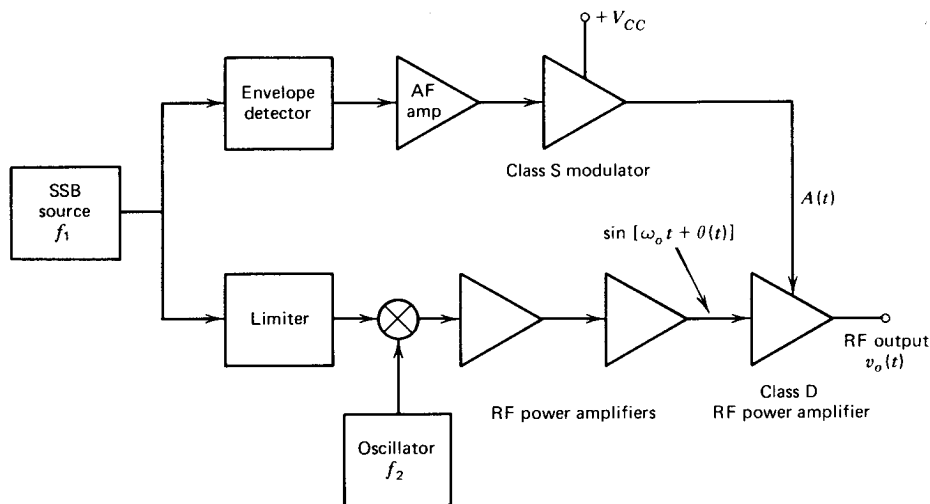 + V_CC
Envelope
detector
AF
amp
Class S modulator
SSB
source
f_1
A(t)
sin [ω_o t + θ(t)]
Limiter
RF output
v_o(t)
Class D
RF power amplifier
RF power amplifiers
Oscillator
f_2